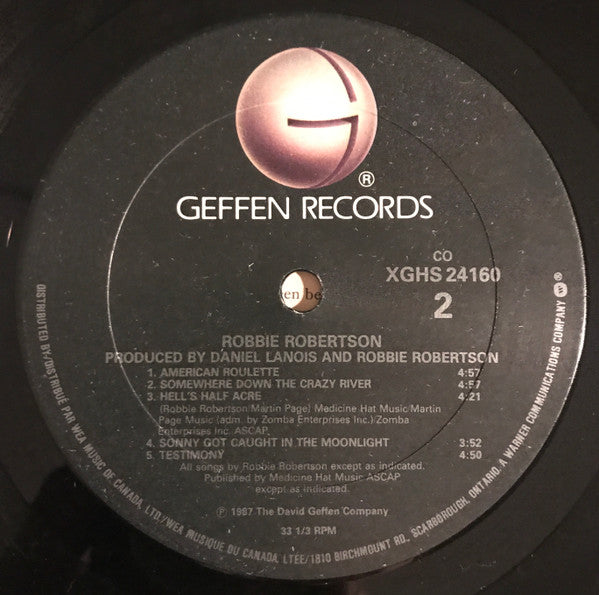 ®
GEFFEN RECORDS
CO
XGHS 24160
2
en be
ROBBIE ROBERTSON
PRODUCED BY DANIEL LANOIS AND ROBBIE ROBERTSON
1. AMERICAN ROULETTE 4:57
2. SOMEWHERE DOWN THE CRAZY RIVER 4:57
3. HELL'S HALF ACRE 4:21
(Robbie Robertson/Martin Page) Medicine Hat Music/Martin
Page Music (adm. by Zomba Enterprises Inc.)/Zomba
Enterprises Inc. ASCAP
4. SONNY GOT CAUGHT IN THE MOONLIGHT 3:52
5. TESTIMONY 4:50
All songs by Robbie Robertson except as indicated.
Published by Medicine Hat Music ASCAP
except as indicated.
℗ 1987 The David Geffen Company
33 1/3 RPM
DISTRIBUTED BY/DISTRIBUÉ PAR WEA MUSIC OF CANADA, LTD./WEA MUSIQUE DU CANADA, LTEE/1810 BIRCHMOUNT RD., SCARBOROUGH, ONTARIO. A WARNER COMMUNICATIONS COMPANY ®